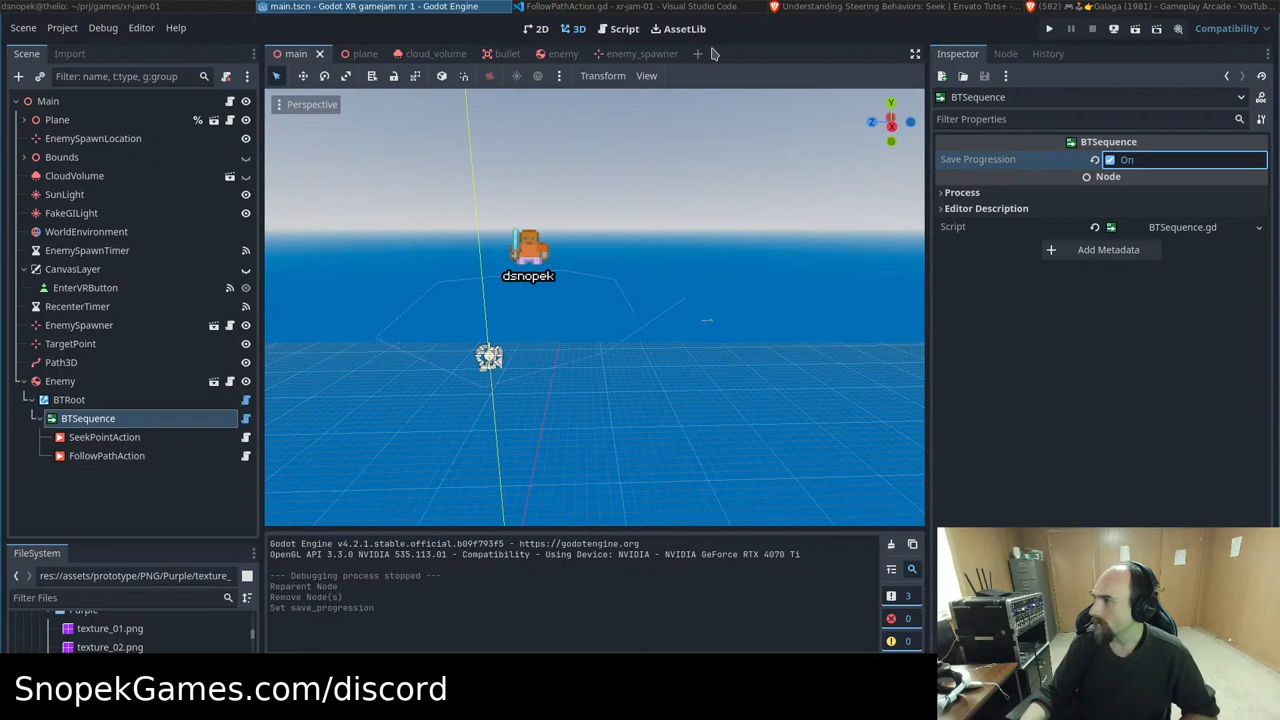 dsnopek@thelio: ~/prj/games/xr-jam-01
main.tscn - Godot XR gamejam nr 1 - Godot Engine
FollowPathAction.gd - xr-jam-01 - Visual Studio Code
Understanding Steering Behaviors: Seek | Envato Tuts+ -...
(582) Galaga (1981) - Gameplay Arcade - YouT...
Scene Project Debug Editor Help
2D 3D Script AssetLib
Compatibility
Scene Import
main plane cloud_volume bullet enemy enemy_spawner
Inspector Node History
Filter: name, t:type, g:group
Transform View
BTSequence
Filter Properties
Perspective
Y
Z
X
BTSequence
Save Progression On
Node
Process
Editor Description
Script BTSequence.gd
Add Metadata
Main
Plane %
EnemySpawnLocation
Bounds
CloudVolume
SunLight
FakeGILight
WorldEnvironment
EnemySpawnTimer
CanvasLayer
EnterVRButton
RecenterTimer
EnemySpawner
TargetPoint
Path3D
Enemy
BTRoot
BTSequence
SeekPointAction
FollowPathAction
dsnopek
FileSystem
res://assets/prototype/PNG/Purple/texture_
Filter Files
Purple
texture_01.png
texture_02.png
Godot Engine v4.2.1.stable.official.b09f793f5 - https://godotengine.org
OpenGL API 3.3.0 NVIDIA 535.113.01 - Compatibility - Using Device: NVIDIA - NVIDIA GeForce RTX 4070 Ti
--- Debugging process stopped ---
Reparent Node
Remove Node(s)
Set save_progression
3
0
0
SnopekGames.com/discord